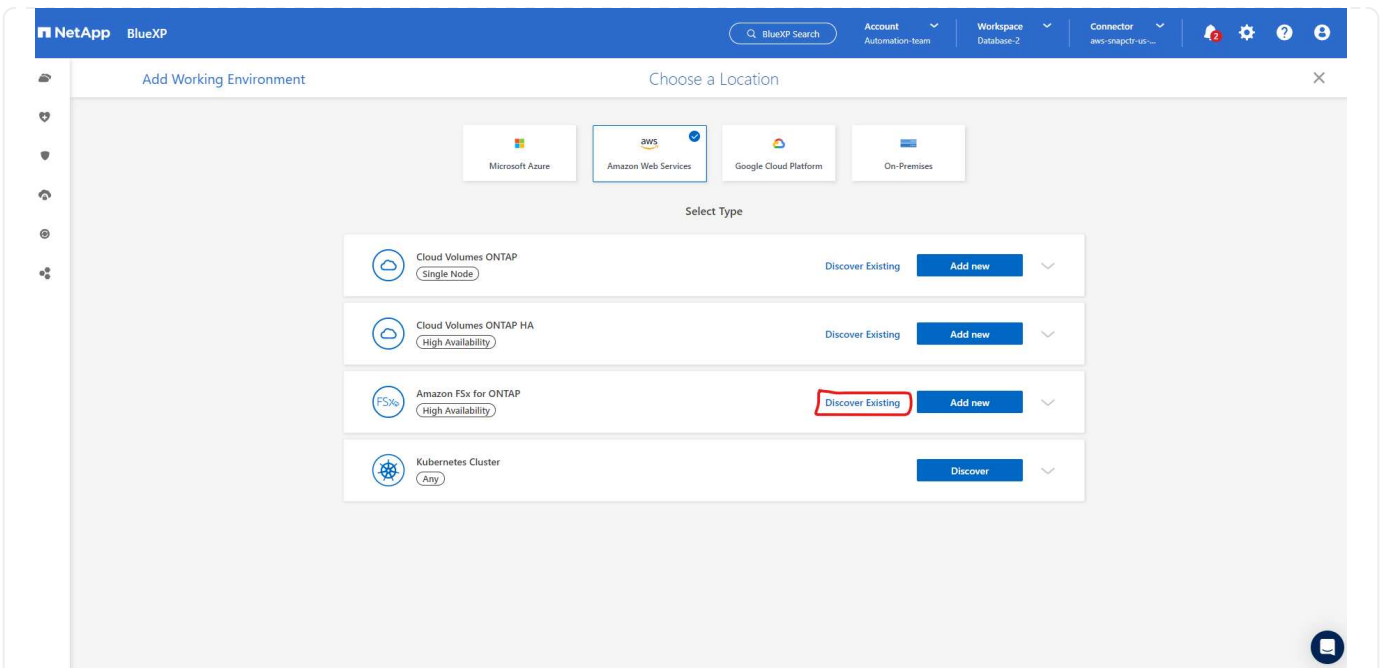 NetApp BlueXP BlueXP Search Account Workspace Connector 2
Automation-team Database-2 aws-snapctr-us-...
Add Working Environment Choose a Location
aws
Microsoft Azure Amazon Web Services Google Cloud Platform On-Premises
Select Type
Cloud Volumes ONTAP
Single Node
Discover Existing Add new
Cloud Volumes ONTAP HA
High Availability
Discover Existing Add new
FSx
Amazon FSx for ONTAP
High Availability
Discover Existing Add new
Kubernetes Cluster
Any
Discover